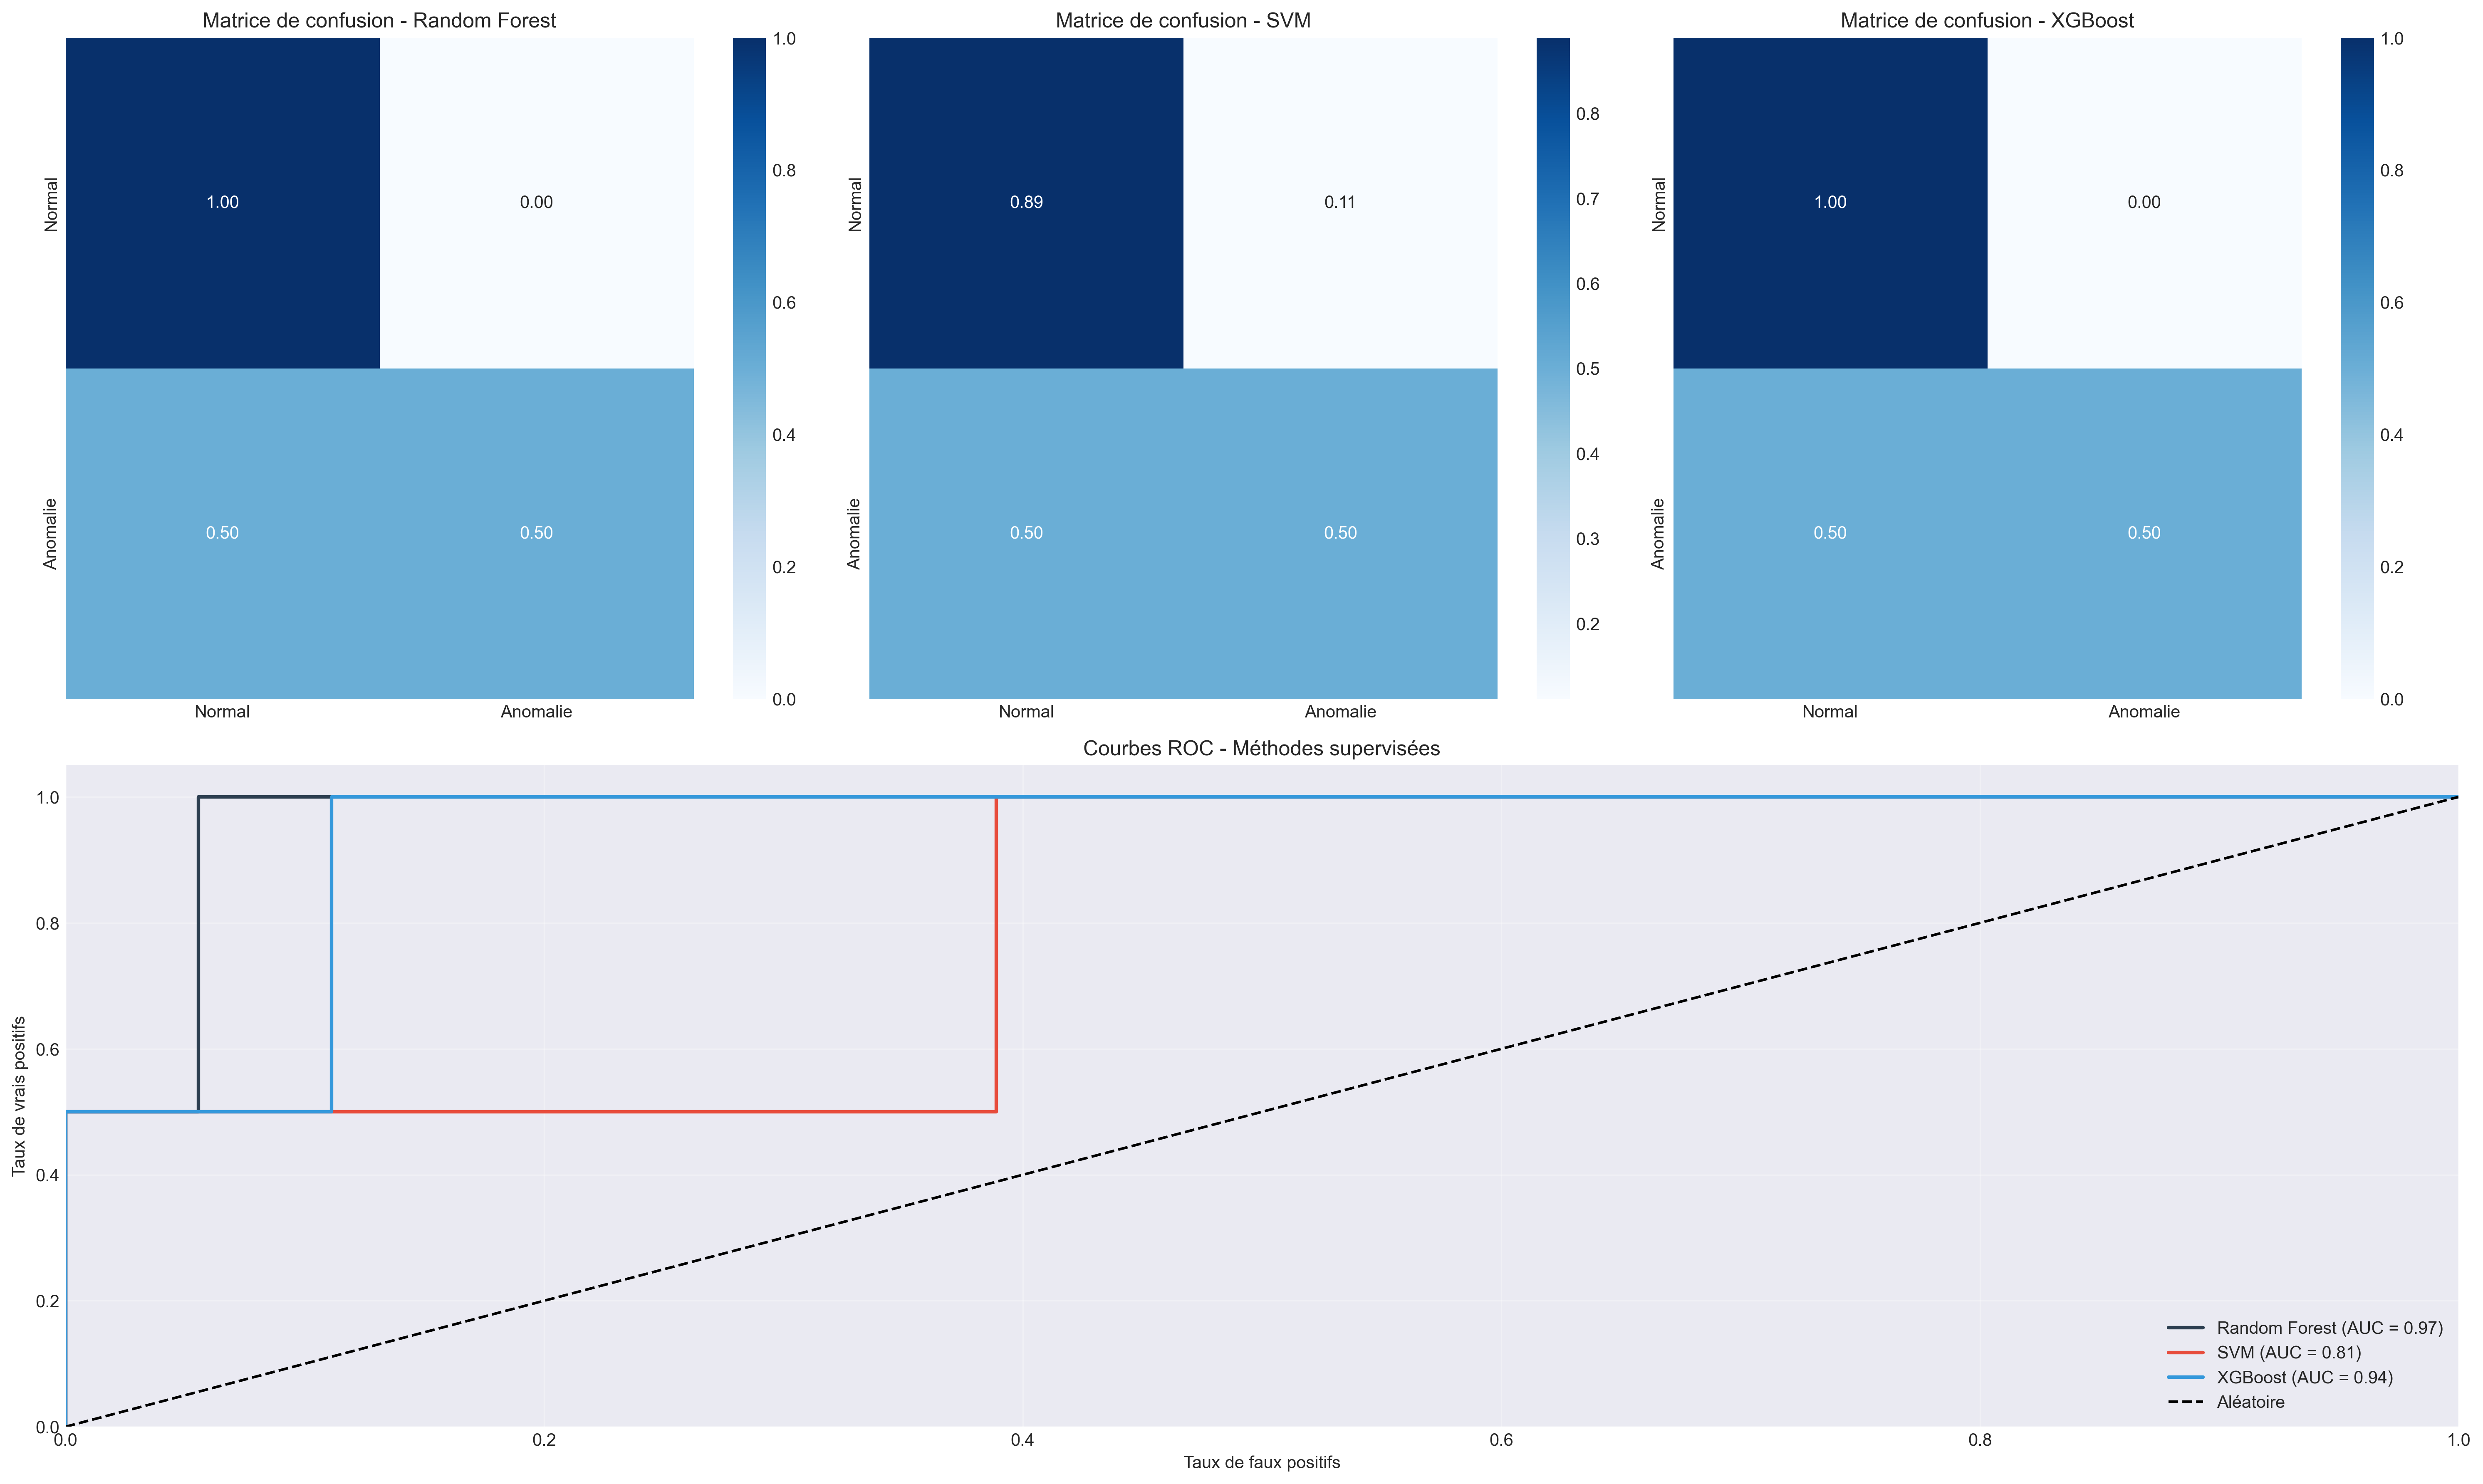 Matrice de confusion - Random Forest
Normal
Anomalie
1.00
0.00
0.50
0.50
Normal
Anomalie
1.0
0.8
0.6
0.4
0.2
0.0
Matrice de confusion - SVM
Normal
Anomalie
0.89
0.11
0.50
0.50
Normal
Anomalie
0.8
0.7
0.6
0.5
0.4
0.3
0.2
Matrice de confusion - XGBoost
Normal
Anomalie
1.00
0.00
0.50
0.50
Normal
Anomalie
1.0
0.8
0.6
0.4
0.2
0.0
Courbes ROC - Méthodes supervisées
Taux de vrais positifs
1.0
0.8
0.6
0.4
0.2
0.0
Random Forest (AUC = 0.97)
SVM (AUC = 0.81)
XGBoost (AUC = 0.94)
Aléatoire
0.0
0.2
0.4
0.6
0.8
1.0
Taux de faux positifs